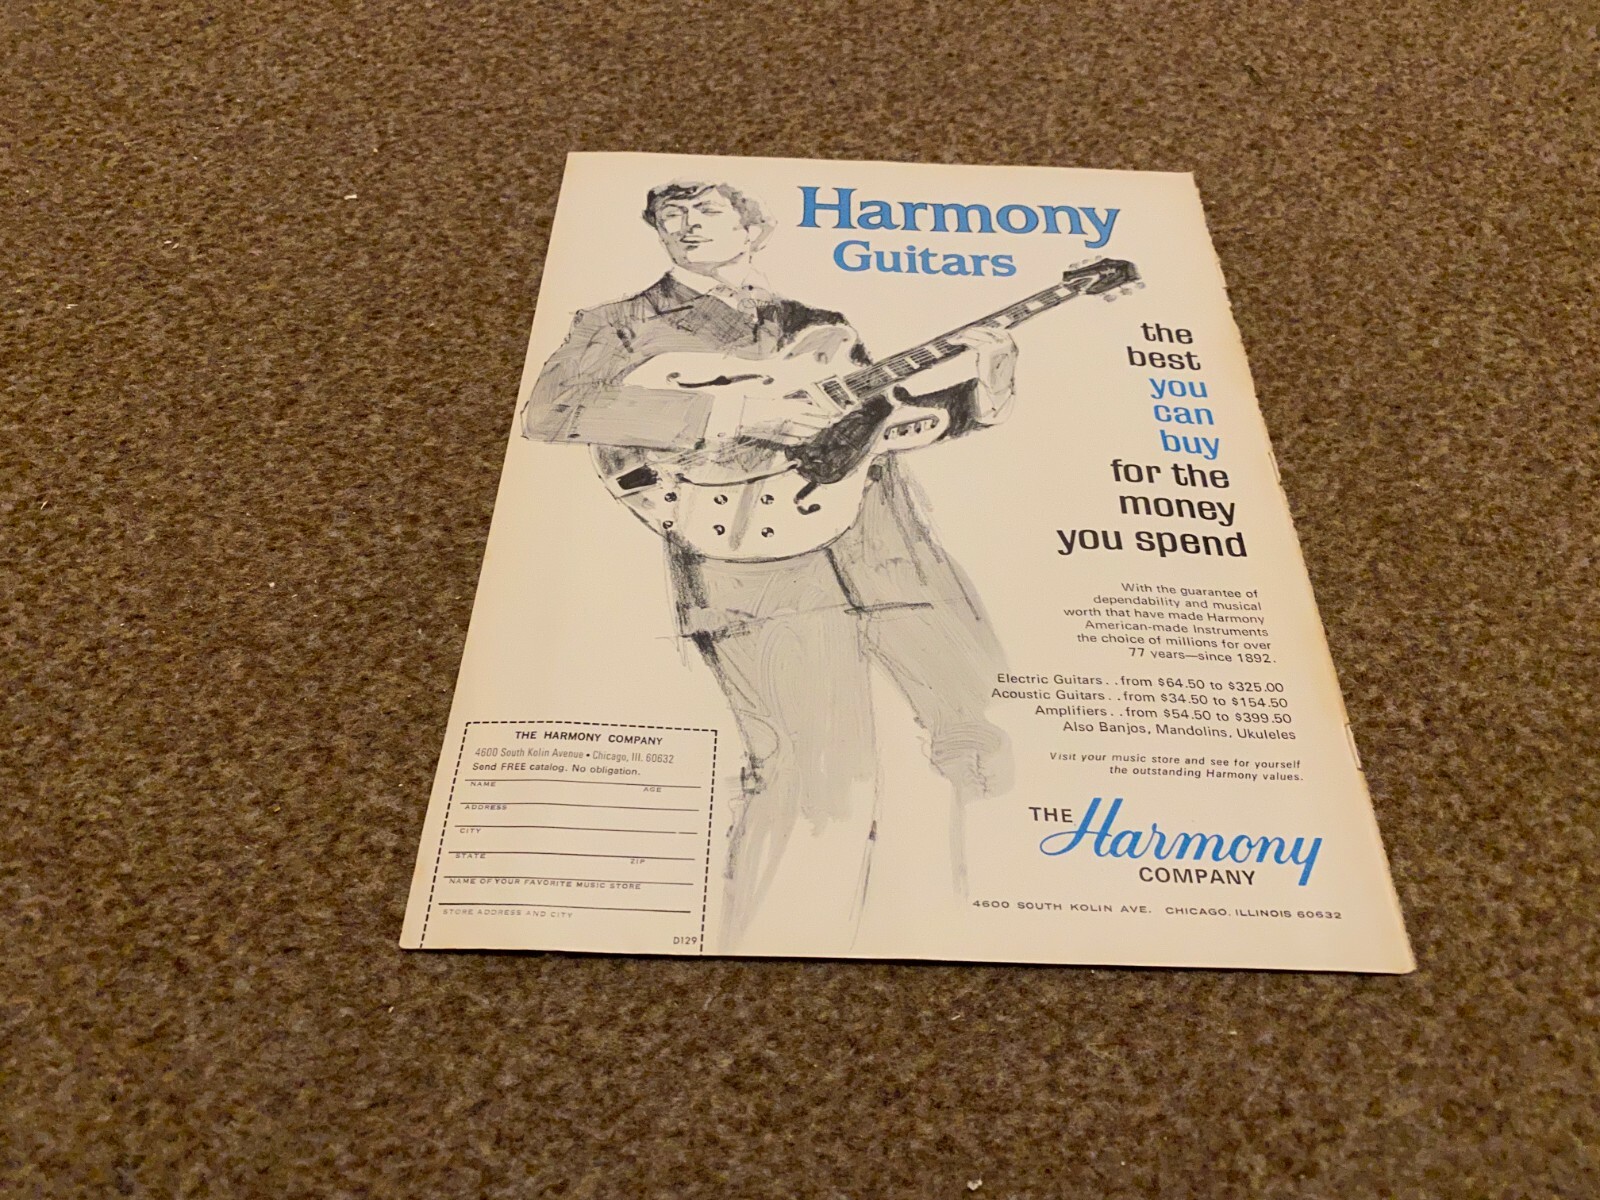 Harmony
Guitars
the
best
you
can
buy
for the
money
you spend
With the guarantee of
dependability and musical
worth that have made Harmony
American-made Instruments
the choice of millions for over
77 years—since 1892.
Electric Guitars. . from $64.50 to $325.00
Acoustic Guitars . . from $34.50 to $154.50
Amplifiers. . from $54.50 to $399.50
Also Banjos, Mandolins, Ukuleles
Visit your music store and see for yourself
the outstanding Harmony values.
THE Harmony
COMPANY
4600 SOUTH KOLIN AVE. CHICAGO, ILLINOIS 60632
THE HARMONY COMPANY
4600 South Kolin Avenue • Chicago, Ill. 60632
Send FREE catalog. No obligation.
NAME AGE
ADDRESS
CITY
STATE ZIP
NAME OF YOUR FAVORITE MUSIC STORE
STORE ADDRESS AND CITY
D129